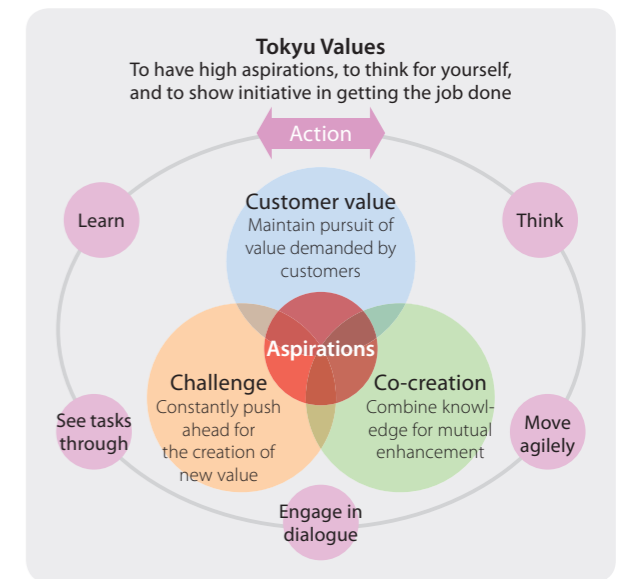 Tokyu Values
To have high aspirations, to think for yourself,
and to show initiative in getting the job done
Action
Learn
Think
Customer value
Maintain pursuit of
value demanded by
customers
Aspirations
Challenge
Constantly push
ahead for
the creation of
new value
Co-creation
Combine knowl-
edge for mutual
enhancement
See tasks
through
Move
agilely
Engage in
dialogue